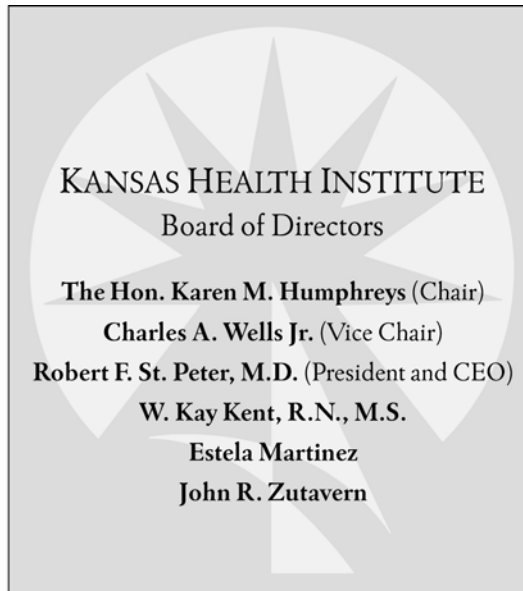 KANSAS HEALTH INSTITUTE
Board of Directors
The Hon. Karen M. Humphreys (Chair)
Charles A. Wells Jr. (Vice Chair)
Robert F. St. Peter, M.D. (President and CEO)
W. Kay Kent, R.N., M.S.
Estela Martinez
John R. Zutavern